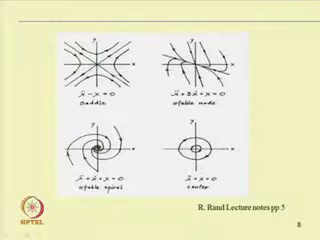 y
x
ẍ − x = 0
saddle
y
x
ẍ + 3ẋ + x = 0
stable node
y
x
ẍ + ẋ + x = 0
stable spiral
y
x
ẍ + x = 0
center
R. Rand Lecture notes pp 5
NPTEL
8